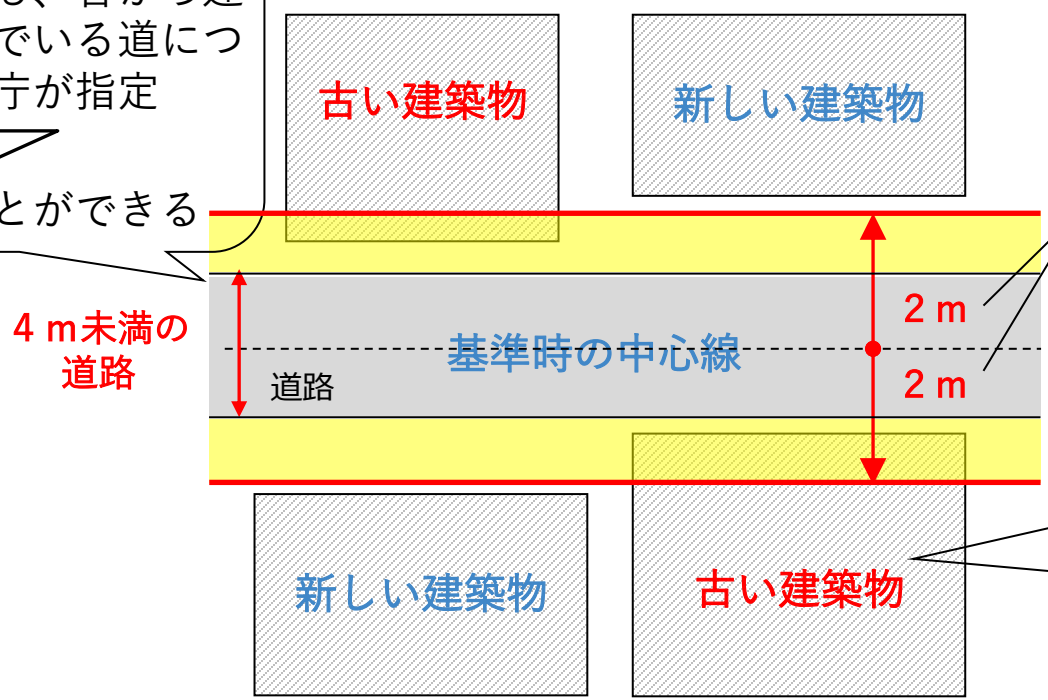 でいる道につ
庁が指定
とができる
古い建築物
新しい建築物
4 m未満の
道路
2 m
基準時の中心線
2 m
道路
新しい建築物
古い建築物